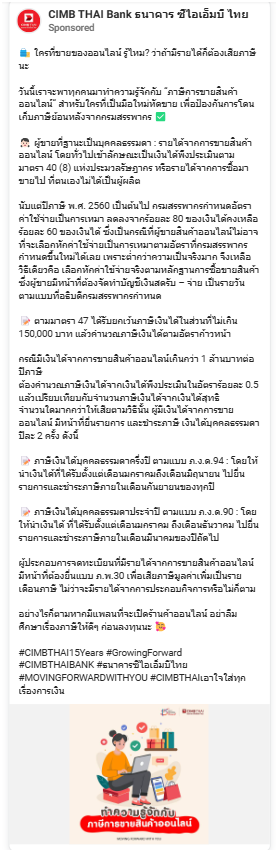 CIMB THAI Bank ธนาคาร ซีไอเอ็มบี ไทย
Sponsored
🛍️ ใครที่ขายของออนไลน์ รู้ไหม? ว่าถ้ามีรายได้ก็ต้องเสียภาษี
นะ
วันนี้เราจะพาทุกคนมาทำความรู้จักกับ "ภาษีการขายสินค้า
ออนไลน์" สำหรับใครที่เป็นมือใหม่หัดขาย เพื่อป้องกันการโดน
เก็บภาษีย้อนหลังจากกรมสรรพากร ✅
🧑🏻 ผู้ขายที่ฐานะเป็นบุคคลธรรมดา : รายได้จากการขายสินค้า
ออนไลน์ โดยทั่วไปเข้าลักษณะเป็นเงินได้พึงประเมินตาม
มาตรา 40 (8) แห่งประมวลรัษฎากร หรือรายได้จากการซื้อมา
ขายไป ที่ตนเองไม่ได้เป็นผู้ผลิต
นับแต่ปีภาษี พ.ศ. 2560 เป็นต้นไป กรมสรรพากรกำหนดอัตรา
ค่าใช้จ่ายเป็นการเหมา ลดลงจากร้อยละ 80 ของเงินได้คงเหลือ
ร้อยละ 60 ของเงินได้ ซึ่งเป็นกรณีที่ผู้ขายสินค้าออนไลน์ไม่อาจ
ที่จะเลือกหักค่าใช้จ่ายเป็นการเหมาตามอัตราที่กรมสรรพากร
กำหนดขึ้นใหม่ได้เลย เพราะต่ำกว่าความเป็นจริงมาก จึงเหลือ
วิธีเดียวคือ เลือกหักค่าใช้จ่ายจริงตามหลักฐานการซื้อขายสินค้า
ซึ่งผู้ขายมีหน้าที่ต้องจัดทำบัญชีเงินสดรับ – จ่าย เป็นรายวัน
ตามแบบที่อธิบดีกรมสรรพากรกำหนด
📝 ตามมาตรา 47 ได้รับยกเว้นภาษีเงินได้ในส่วนที่ไม่เกิน
150,000 บาท แล้วคำนวณภาษีเงินได้ตามอัตราก้าวหน้า
กรณีมีเงินได้จากการขายสินค้าออนไลน์เกินกว่า 1 ล้านบาทต่อ
ปีภาษี
ต้องคำนวณภาษีเงินได้จากเงินได้พึงประเมินในอัตราร้อยละ 0.5
แล้วเปรียบเทียบกับจำนวนภาษีเงินได้จากเงินได้สุทธิ
จำนวนใดมากกว่าให้เสียตามวิธีนั้น ผู้มีเงินได้จากการขาย
ออนไลน์ มีหน้าที่ยื่นรายการ และชำระภาษี เงินได้บุคคลธรรมดา
ปีละ 2 ครั้ง ดังนี้
📝 ภาษีเงินได้บุคคลธรรมดาครึ่งปี ตามแบบ ภ.ง.ด.94 : โดยให้
นำเงินได้ที่ได้รับตั้งแต่เดือนมกราคมถึงเดือนมิถุนายน ไปยื่น
รายการและชำระภาษีภายในเดือนกันยายนของทุกปี
📝 ภาษีเงินได้บุคคลธรรมดาประจำปี ตามแบบ ภ.ง.ด.90 : โดย
ให้นำเงินได้ ที่ได้รับตั้งแต่เดือนมกราคม ถึงเดือนธันวาคม ไปยื่น
รายการและชำระภาษีภายในเดือนมีนาคมของปีถัดไป
ผู้ประกอบการจดทะเบียนที่มีรายได้จากการขายสินค้าออนไลน์
มีหน้าที่ต้องยื่นแบบ ภ.พ.30 เพื่อเสียภาษีมูลค่าเพิ่มเป็นราย
เดือนภาษี ไม่ว่าจะมีรายได้จากการประกอบกิจการหรือไม่ก็ตาม
อย่างไรก็ตามหากมีแพลนที่จะเปิดร้านค้าออนไลน์ อย่าลืม
ศึกษาเรื่องภาษีให้ดีๆ ก่อนลงทุนนะ 🥰
#CIMBTHAI15Years #GrowingForward
#CIMBTHAIBANK #ธนาคารซีไอเอ็มบีไทย
#MOVINGFORWARDWITHYOU #CIMBTHAIเอาใจใส่ทุก
เรื่องการเงิน
ทำความรู้จักกับ
ภาษีการขายสินค้าออนไลน์